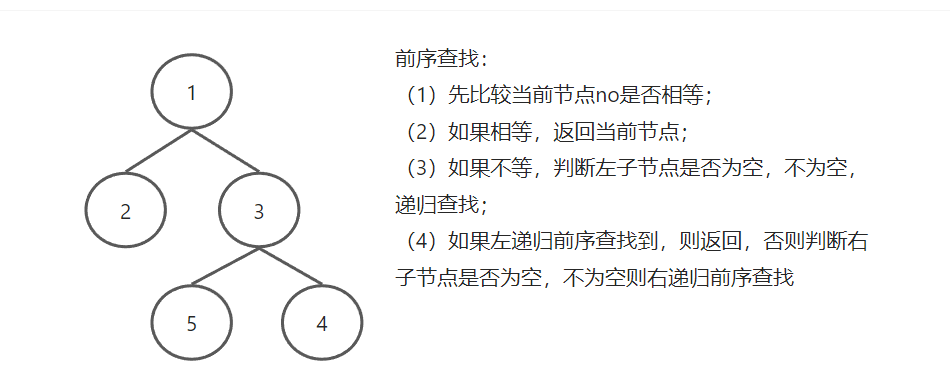 1
2
3
5
4
前序查找：
（1）先比较当前节点no是否相等；
（2）如果相等，返回当前节点；
（3）如果不等，判断左子节点是否为空，不为空，
递归查找；
（4）如果左递归前序查找到，则返回，否则判断右
子节点是否为空，不为空则右递归前序查找